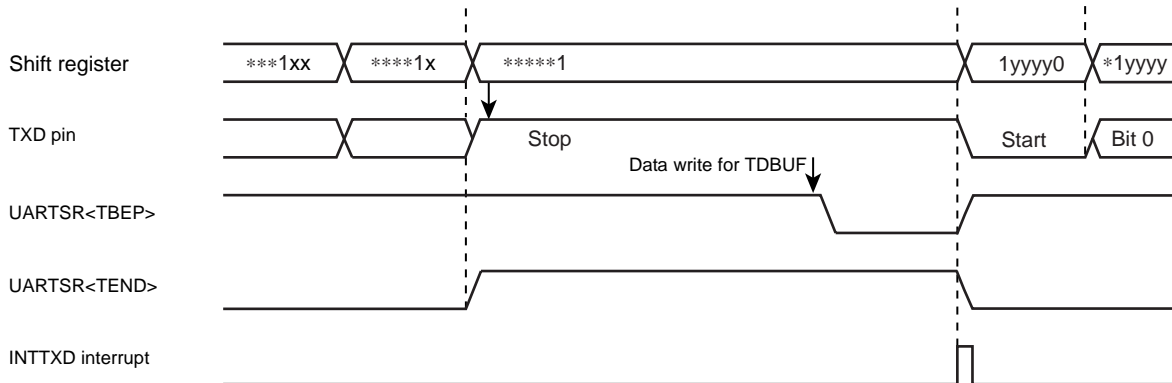 Shift register ***1xx ****1x *****1 1yyyy0 *1yyyy
TXD pin Stop Start Bit 0
Data write for TDBUF
UARTSR<TBEP>
UARTSR<TEND>
INTTXD interrupt